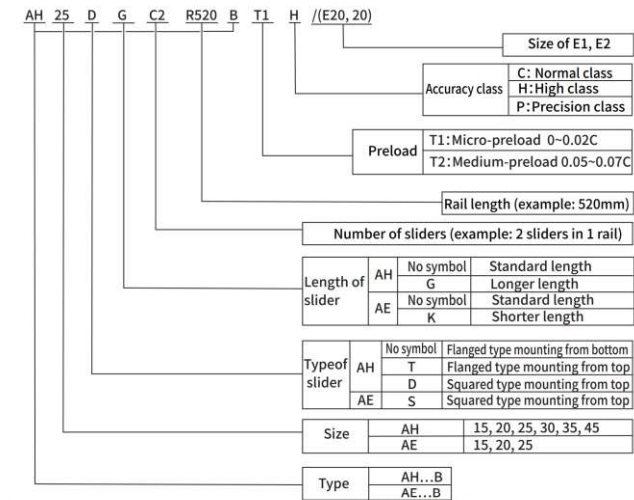 AH 25 D G C2 R520 B T1 H /(E20, 20)
Size of E1, E2
Accuracy class
C: Normal class
H:High class
P:Precision class
Preload
T1:Micro-preload 0~0.02C
T2:Medium-preload 0.05~0.07C
Rail length (example: 520mm)
Number of sliders (example: 2 sliders in 1 rail)
Length of
slider
AH
No symbol Standard length
G Longer length
AE
No symbol Standard length
K Shorter length
Typeof
slider
AH
No symbol Flanged type mounting from bottom
T Flanged type mounting from top
D Squared type mounting from top
AE S Squared type mounting from top
Size
AH 15, 20, 25, 30, 35, 45
AE 15, 20, 25
Type
AH...B
AE...B